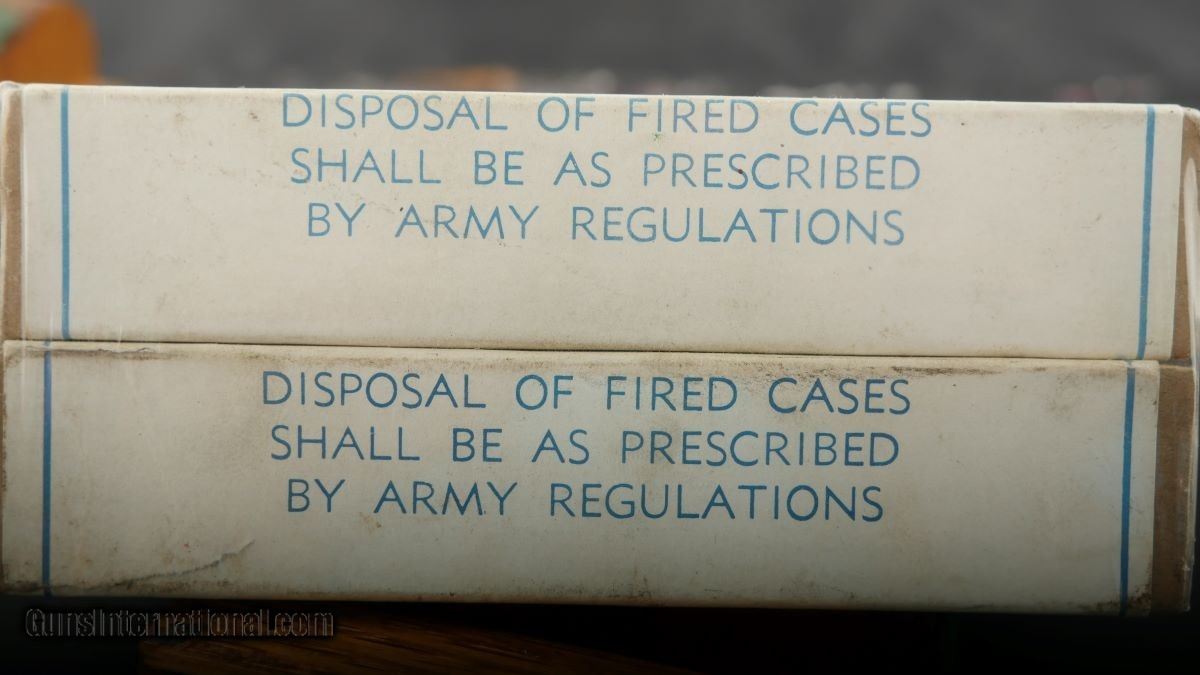 DISPOSAL OF FIRED CASES
SHALL BE AS PRESCRIBED
BY ARMY REGULATIONS
DISPOSAL OF FIRED CASES
SHALL BE AS PRESCRIBED
BY ARMY REGULATIONS
GunsInternational.com